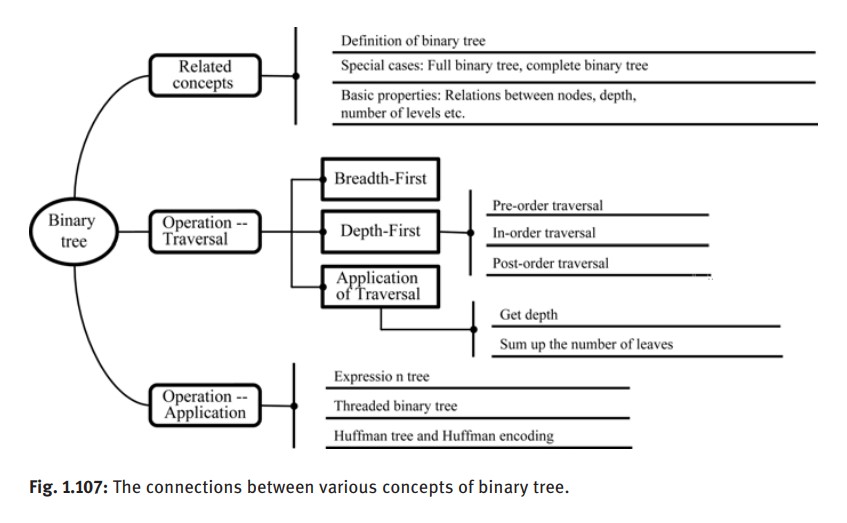 Definition of binary tree
Related
concepts
Special cases: Full binary tree, complete binary tree
Basic properties: Relations between nodes, depth,
number of levels etc.
Binary
tree
Operation --
Traversal
Breadth-First
Depth-First
Pre-order traversal
In-order traversal
Post-order traversal
Application
of Traversal
Get depth
Sum up the number of leaves
Operation --
Application
Expressio n tree
Threaded binary tree
Huffman tree and Huffman encoding
Fig. 1.107: The connections between various concepts of binary tree.